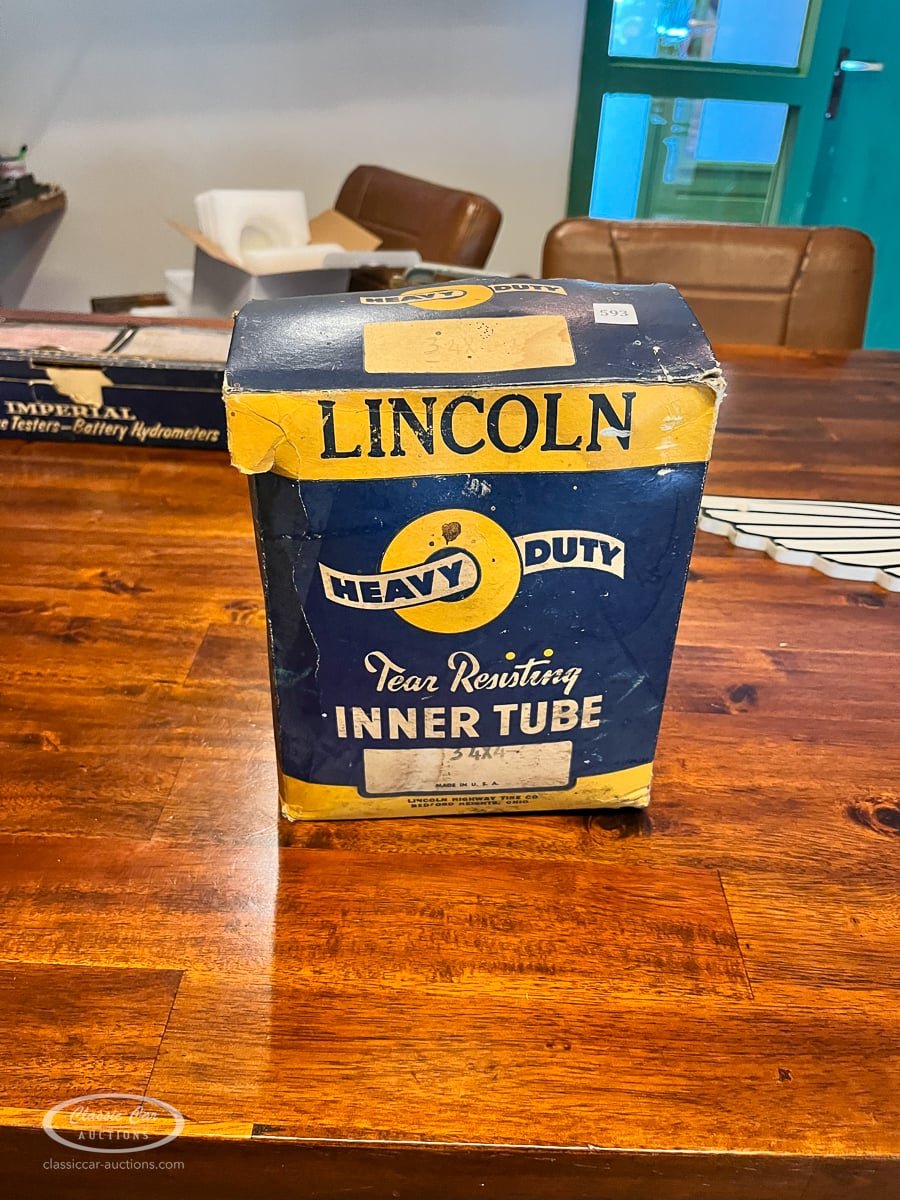 HEAVY DUTY
593
34X4
LINCOLN
IMPERIAL
Testers-Battery Hydrometers
HEAVY DUTY
Tear Resisting
INNER TUBE
34X4
MADE IN U. S. A.
LINCOLN HIGHWAY TIRE CO
BEDFORD HEIGHTS, OHIO
Classic Car
AUCTIONS
classiccar-auctions.com